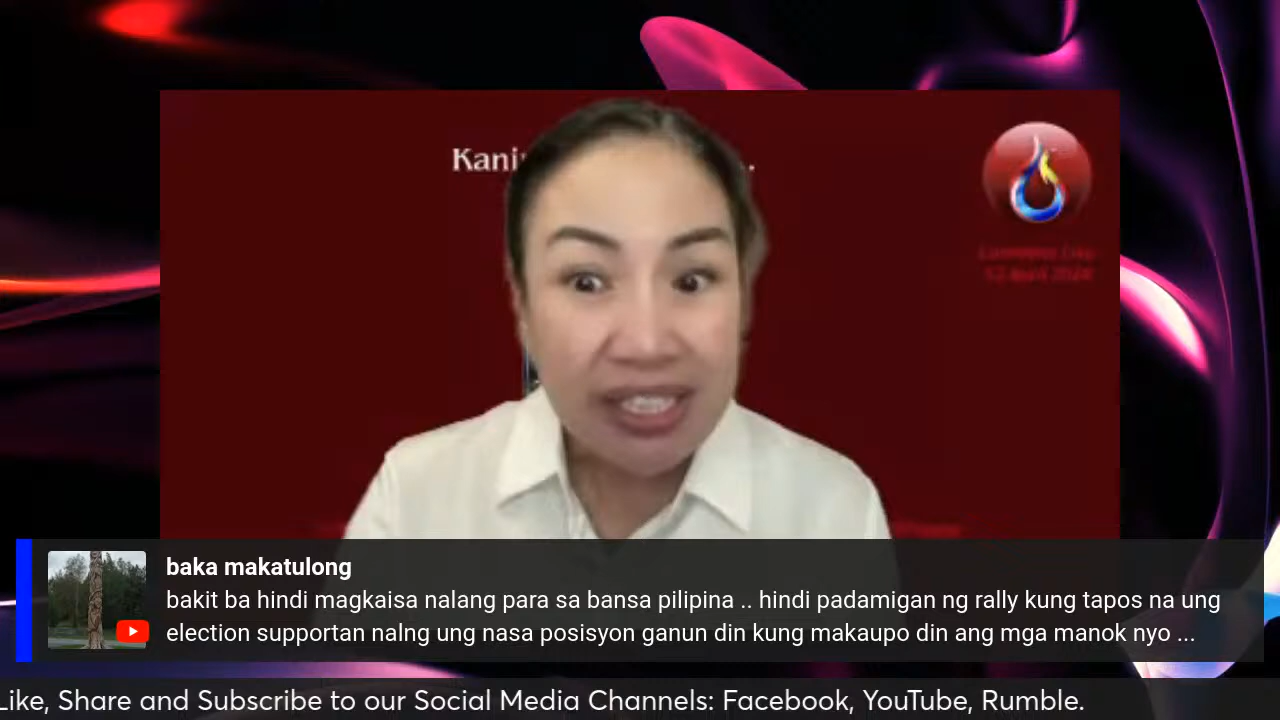 Kani
baka makatulong
bakit ba hindi magkaisa nalang para sa bansa pilipina .. hindi padamigan ng rally kung tapos na ung
election supportan nalng ung nasa posisyon ganun din kung makaupo din ang mga manok nyo ...
Like, Share and Subscribe to our Social Media Channels: Facebook, YouTube, Rumble.